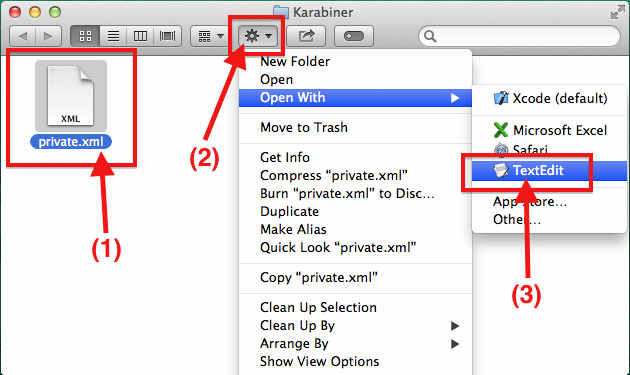 Karabiner
XML
private.xml
(1)
(2)
New Folder
Open
Open With
Move to Trash
Get Info
Compress “private.xml”
Burn “private.xml” to Disc…
Duplicate
Make Alias
Quick Look “private.xml”
Copy “private.xml”
Clean Up Selection
Clean Up By
Arrange By
Show View Options
Xcode (default)
Microsoft Excel
Safari
TextEdit
App Store…
Other…
(3)